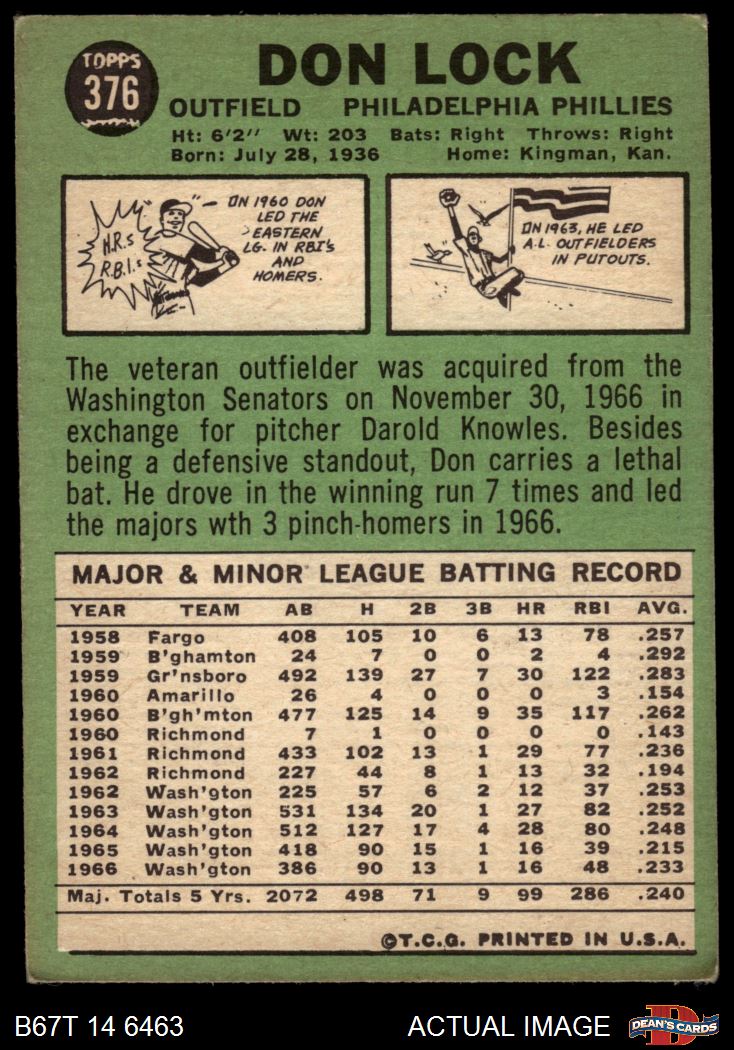 TOPPS
376
DON LOCK
OUTFIELD PHILADELPHIA PHILLIES
Ht: 6'2" Wt: 203 Bats: Right Throws: Right
Born: July 28, 1936 Home: Kingman, Kan.
H.R.s
R.B.I.s
ON 1960 DON
LED THE
EASTERN
LG. IN RBI's
AND
HOMERS.
ON 1963, HE LED
A.L. OUTFIELDERS
IN PUTOUTS.
The veteran outfielder was acquired from the
Washington Senators on November 30, 1966 in
exchange for pitcher Darold Knowles. Besides
being a defensive standout, Don carries a lethal
bat. He drove in the winning run 7 times and led
the majors wth 3 pinch-homers in 1966.
MAJOR & MINOR LEAGUE BATTING RECORD
YEAR TEAM AB H 2B 3B HR RBI AVG.
1958 Fargo 408 105 10 6 13 78 .257
1959 B'ghamton 24 7 0 0 2 4 .292
1959 Gr'nsboro 492 139 27 7 30 122 .283
1960 Amarillo 26 4 0 0 0 3 .154
1960 B'gh'mton 477 125 14 9 35 117 .262
1960 Richmond 7 1 0 0 0 0 .143
1961 Richmond 433 102 13 1 29 77 .236
1962 Richmond 227 44 8 1 13 32 .194
1962 Wash'gton 225 57 6 2 12 37 .253
1963 Wash'gton 531 134 20 1 27 82 .252
1964 Wash'gton 512 127 17 4 28 80 .248
1965 Wash'gton 418 90 15 1 16 39 .215
1966 Wash'gton 386 90 13 1 16 48 .233
Maj. Totals 5 Yrs. 2072 498 71 9 99 286 .240
©T.C.G. PRINTED IN U.S.A.
B67T 14 6463 ACTUAL IMAGE
D
DEAN'S CARDS